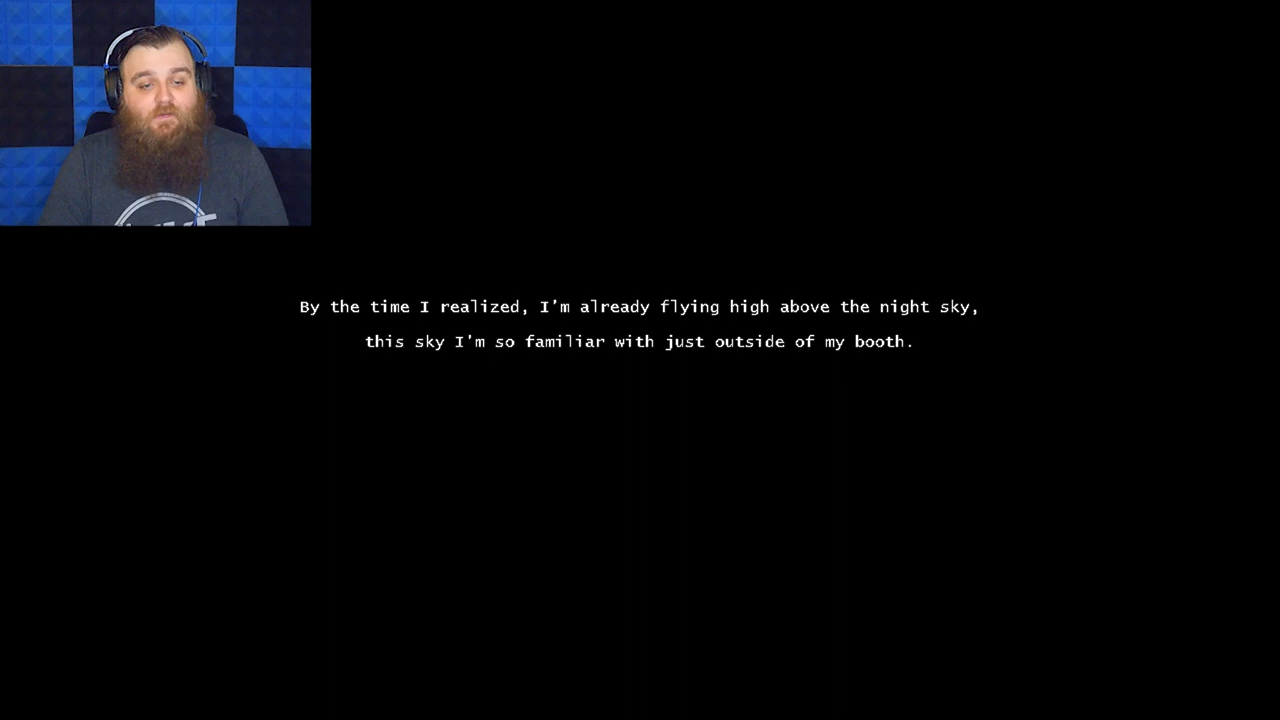 By the time I realized, I'm already flying high above the night sky,
this sky I'm so familiar with just outside of my booth.